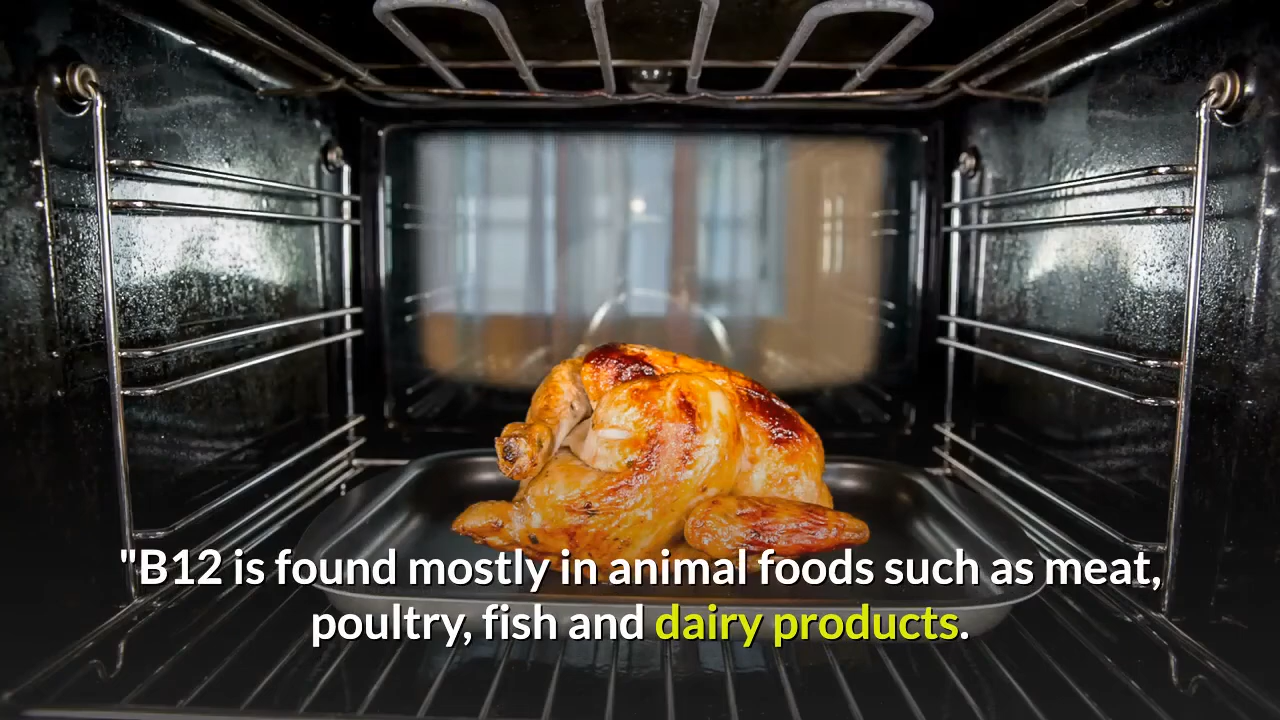 "B12 is found mostly in animal foods such as meat,
poultry, fish and dairy products.